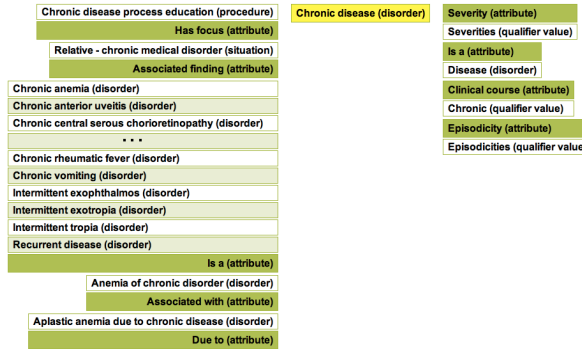 Chronic disease process education (procedure)
Has focus (attribute)
Relative - chronic medical disorder (situation)
Associated finding (attribute)
Chronic anemia (disorder)
Chronic anterior uveitis (disorder)
Chronic central serous chorioretinopathy (disorder)
• • •
Chronic rheumatic fever (disorder)
Chronic vomiting (disorder)
Intermittent exophthalmos (disorder)
Intermittent exotropia (disorder)
Intermittent tropia (disorder)
Recurrent disease (disorder)
Is a (attribute)
Anemia of chronic disorder (disorder)
Associated with (attribute)
Aplastic anemia due to chronic disease (disorder)
Due to (attribute)
Chronic disease (disorder)
Severity (attribute)
Severities (qualifier value)
Is a (attribute)
Disease (disorder)
Clinical course (attribute)
Chronic (qualifier value)
Episodicity (attribute)
Episodicities (qualifier value